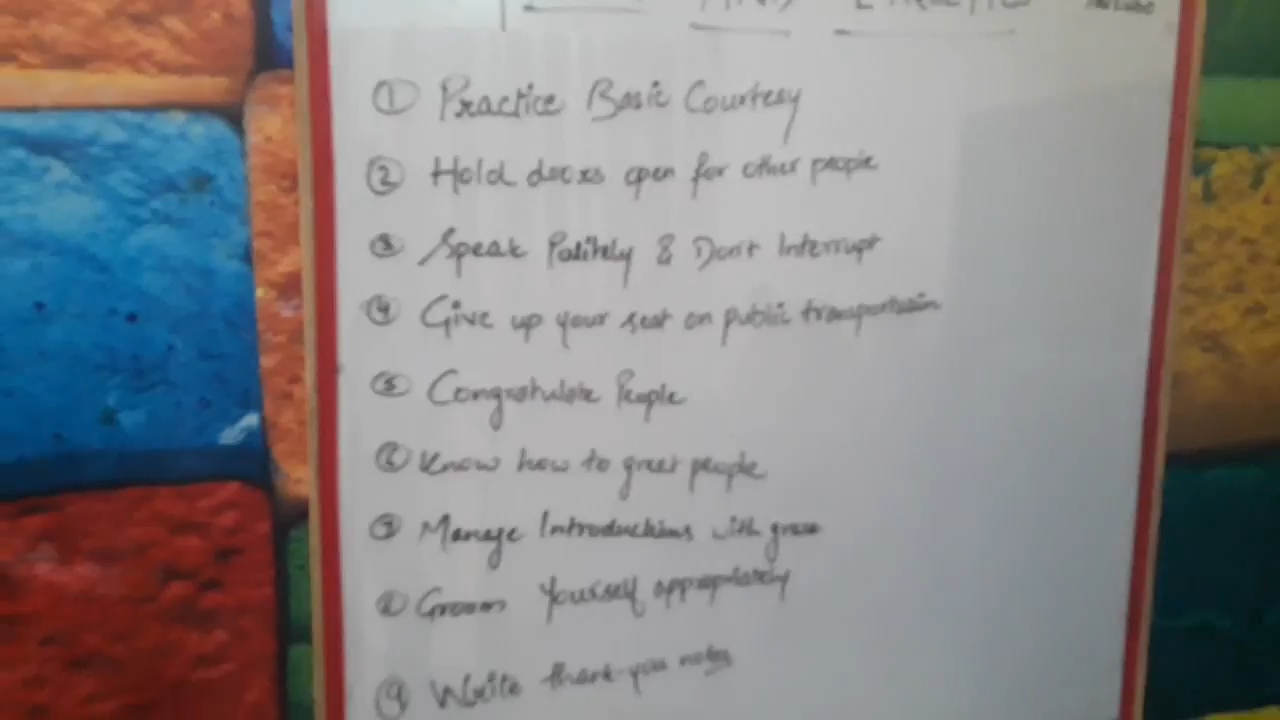 ① Practice Basic Courtesy
② Hold doors open for other people
③ Speak Politely & Don't Interrupt
④ Give up your seat on public transportain
⑤ Congratulate People
⑥ Know how to greet people
⑦ Manage Introductions with grace
⑧ Groom Yourself appropriately
⑨ Write thank-you notes